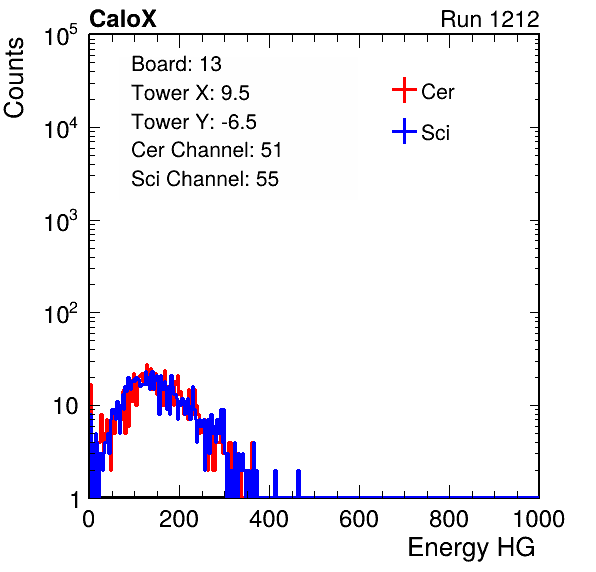 CaloX Run 1212
Counts
Board: 13
Tower X: 9.5
Tower Y: -6.5
Cer Channel: 51
Sci Channel: 55
Cer
Sci
10^5
10^4
10^3
10^2
10
1
0 200 400 600 800 1000
Energy HG